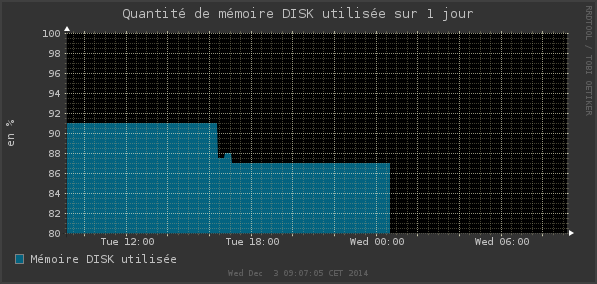 Quantité de mémoire DISK utilisée sur 1 jour
RRDTOOL / TOBI OETIKER
en %
100
98
96
94
92
90
88
86
84
82
80
Tue 12:00 Tue 18:00 Wed 00:00 Wed 06:00
Mémoire DISK utilisée
Wed Dec 3 09:07:05 CET 2014